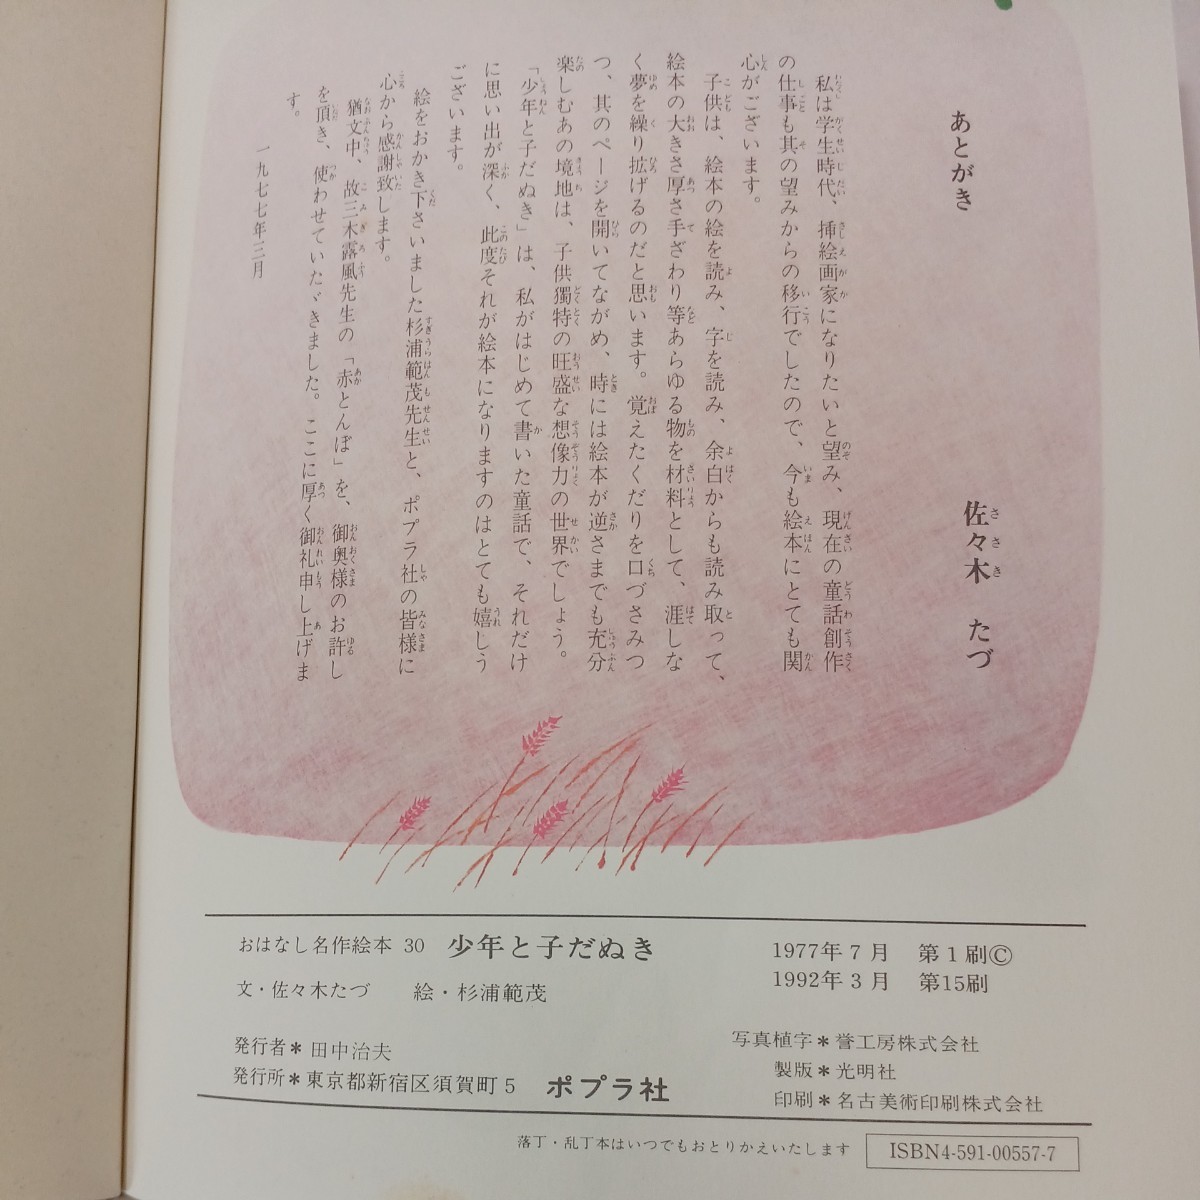 あとがき
佐々木 たづ
私は学生時代、挿絵画家になりたいと望み、現在の童話創作
の仕事も其の望みからの移行でしたので、今も絵本にとても関
心がございます。
子供は、絵本の絵を読み、字を読み、余白からも読み取って、
絵本の大きさ厚さ手ざわり等あらゆる物を材料として、涯しな
く夢を繰り拡げるのだと思います。覚えたくだりを口づさみつ
つ、其のページを開いてながめ、時には絵本が逆さまでも充分
楽しむあの境地は、子供獨特の旺盛な想像力の世界でしょう。
「少年と子だぬき」は、私がはじめて書いた童話で、それだけ
に思い出が深く、此度それが絵本になりますのはとても嬉しう
ございます。
絵をおかき下さいました杉浦範茂先生と、ポプラ社の皆様に
心から感謝致します。
猶文中、故三木露風先生の「赤とんぼ」を、御奥様のお許し
を頂き、使わせていたゞきました。ここに厚く御礼申し上げま
す。
一九七七年三月
おはなし名作絵本 30 少年と子だぬき
文・佐々木たづ 絵・杉浦範茂
1977年7月 第1刷©
1992年3月 第15刷
発行者＊田中治夫
発行所＊東京都新宿区須賀町5 ポプラ社
写真植字＊誉工房株式会社
製版＊光明社
印刷＊名古美術印刷株式会社
落丁・乱丁本はいつでもおとりかえいたします
ISBN4-591-00557-7